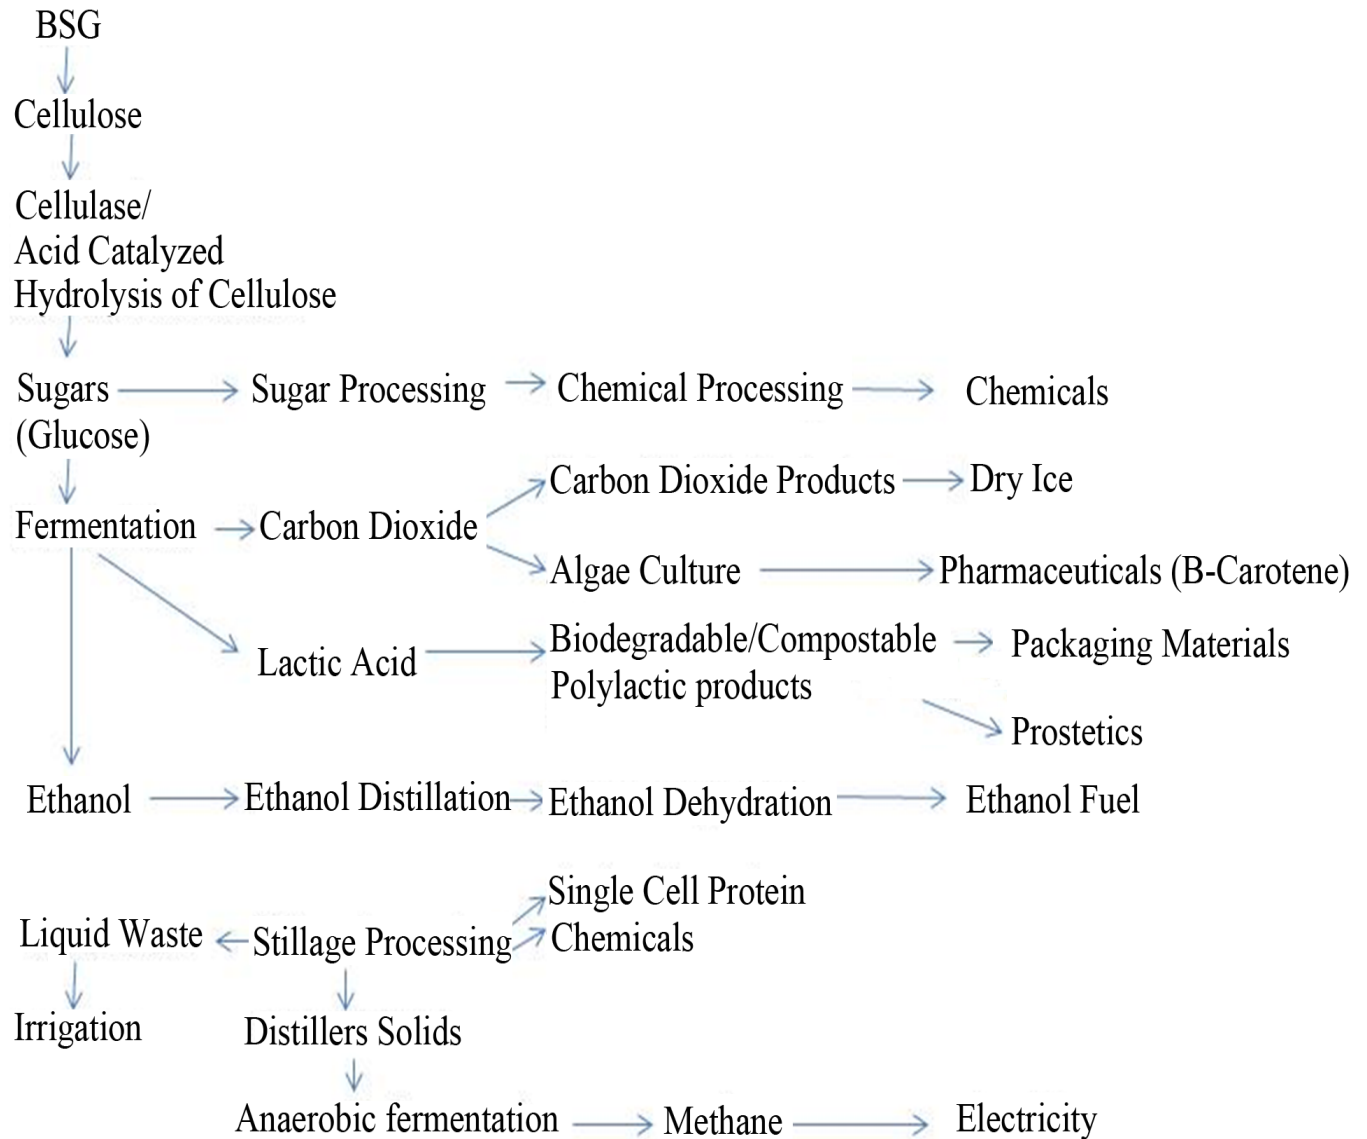 BSG
Cellulose
Cellulase/
Acid Catalyzed
Hydrolysis of Cellulose
Sugars
(Glucose)
Sugar Processing
Chemical Processing
Chemicals
Fermentation
Carbon Dioxide
Carbon Dioxide Products
Dry Ice
Algae Culture
Pharmaceuticals (B-Carotene)
Lactic Acid
Biodegradable/Compostable
Polylactic products
Packaging Materials
Prostetics
Ethanol
Ethanol Distillation
Ethanol Dehydration
Ethanol Fuel
Single Cell Protein
Liquid Waste
Stillage Processing
Chemicals
Irrigation
Distillers Solids
Anaerobic fermentation
Methane
Electricity